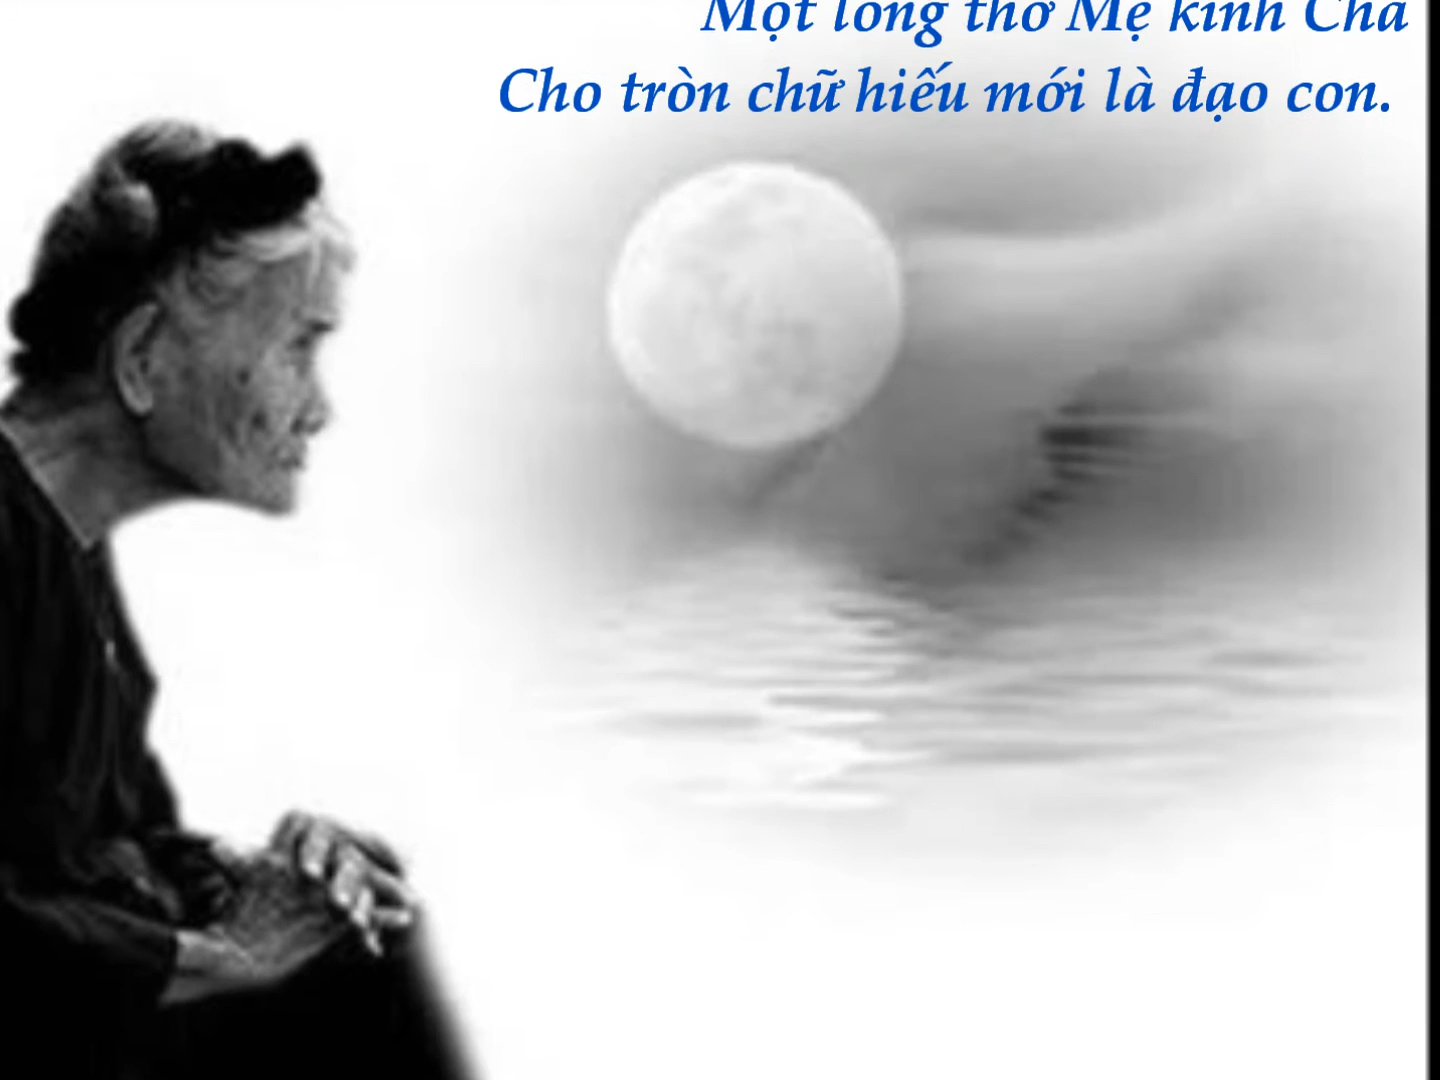 Một lòng thờ Mẹ kính Cha
Cho tròn chữ hiếu mới là đạo con.